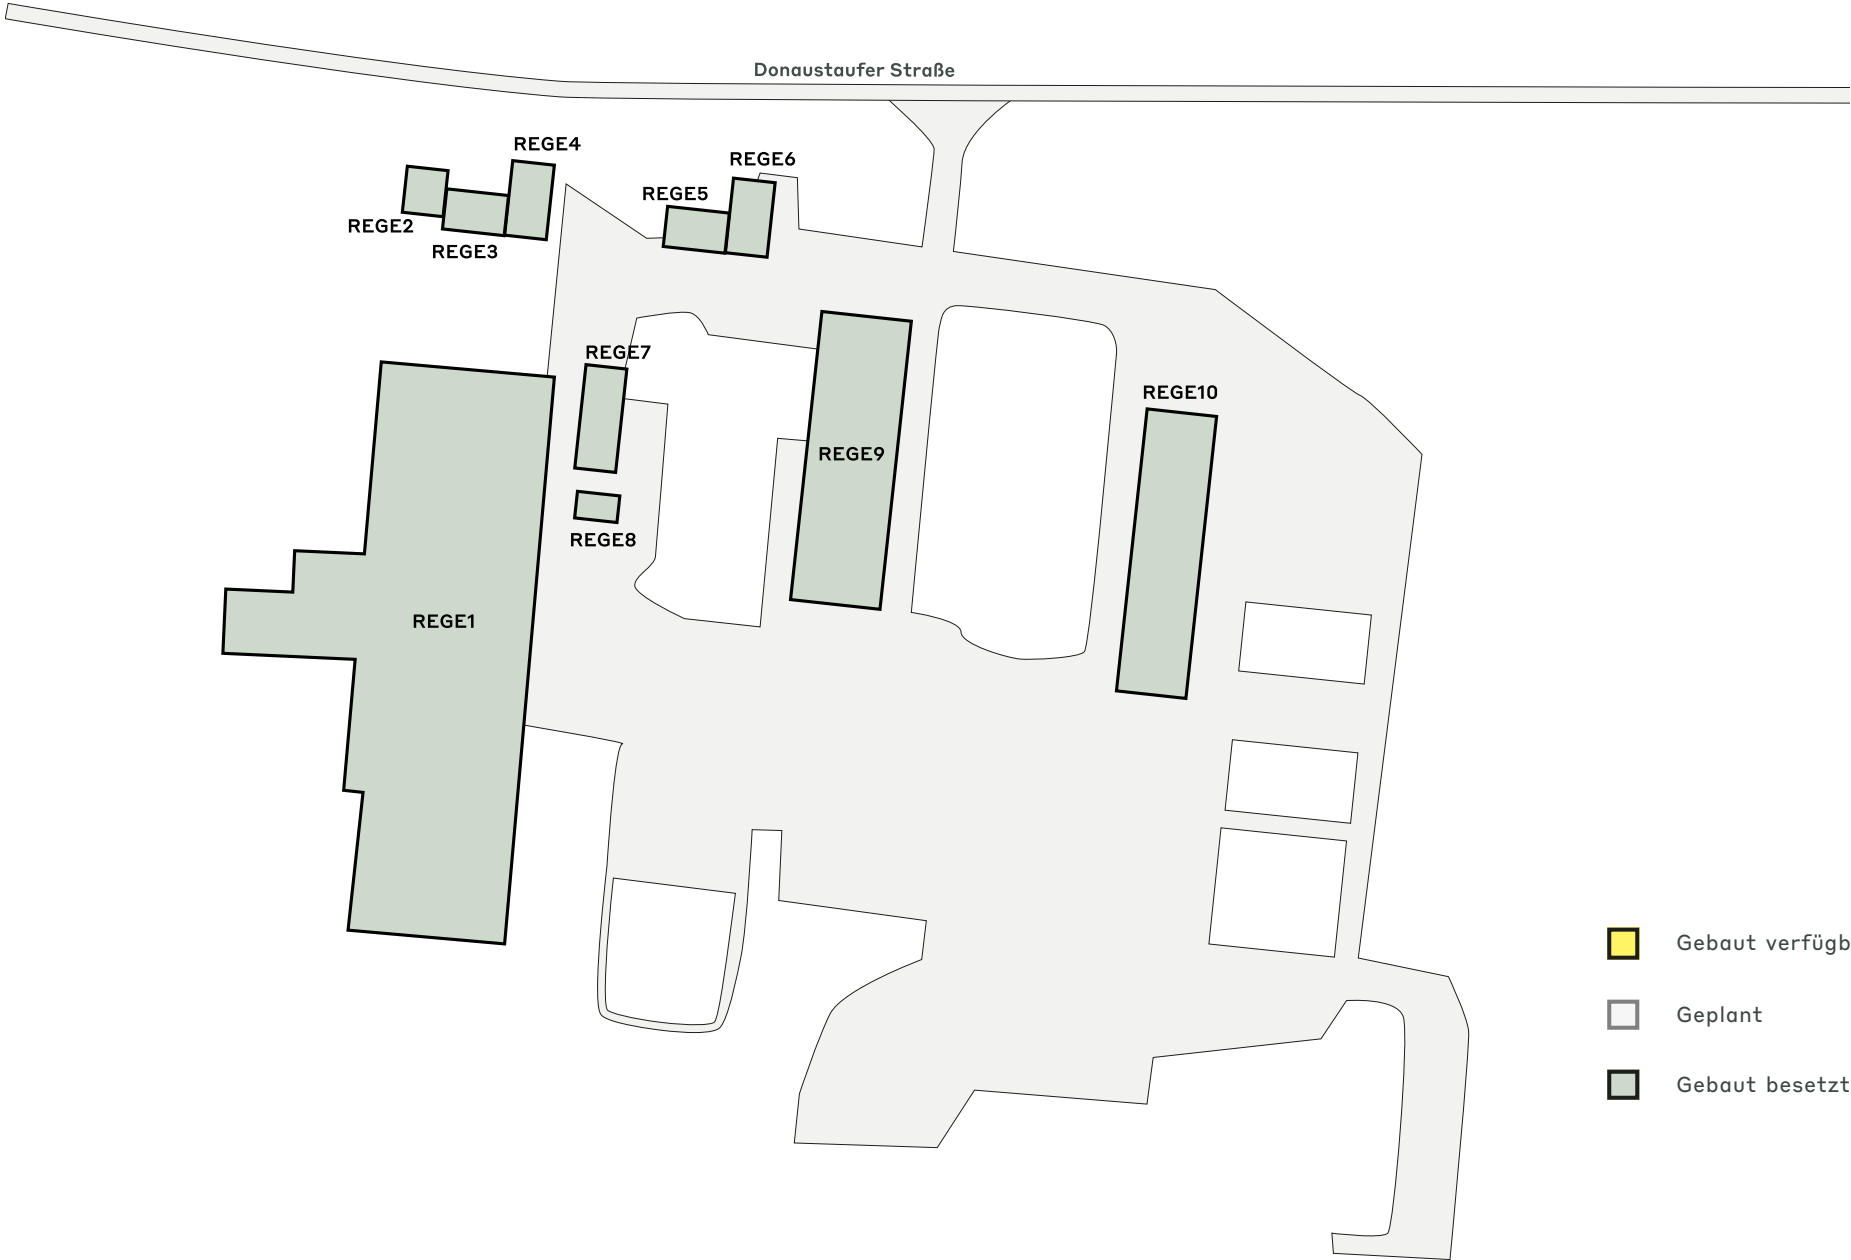 Donaustaufer Straße
REGE4
REGE6
REGE5
REGE2
REGE3
REGE7
REGE10
REGE9
REGE8
REGE1
Gebaut verfügb
Geplant
Gebaut besetzt